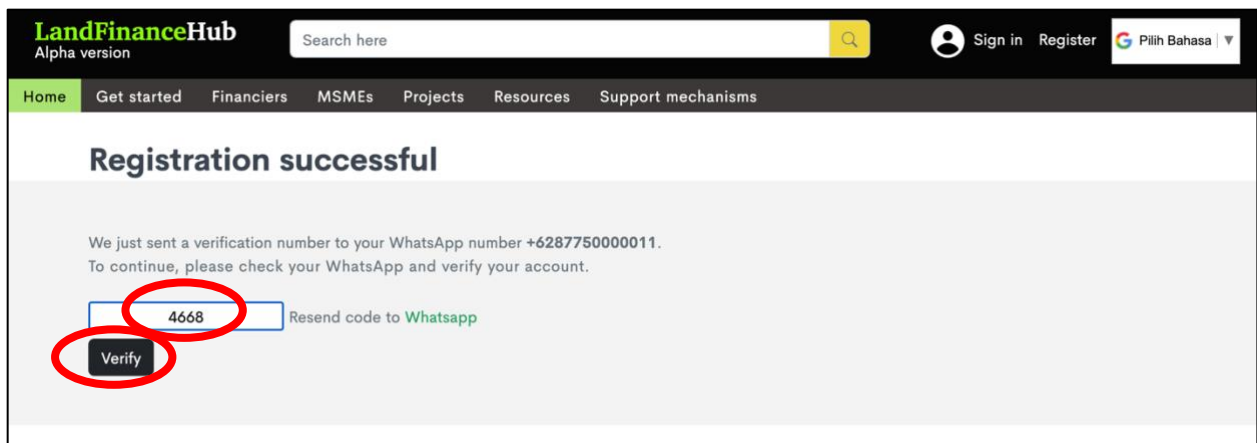 LandFinanceHub
Alpha version
Search here
Sign in Register
G Pilih Bahasa ▼
Home Get started Financiers MSMEs Projects Resources Support mechanisms
Registration successful
We just sent a verification number to your WhatsApp number +6287750000011.
To continue, please check your WhatsApp and verify your account.
4668 Resend code to Whatsapp
Verify